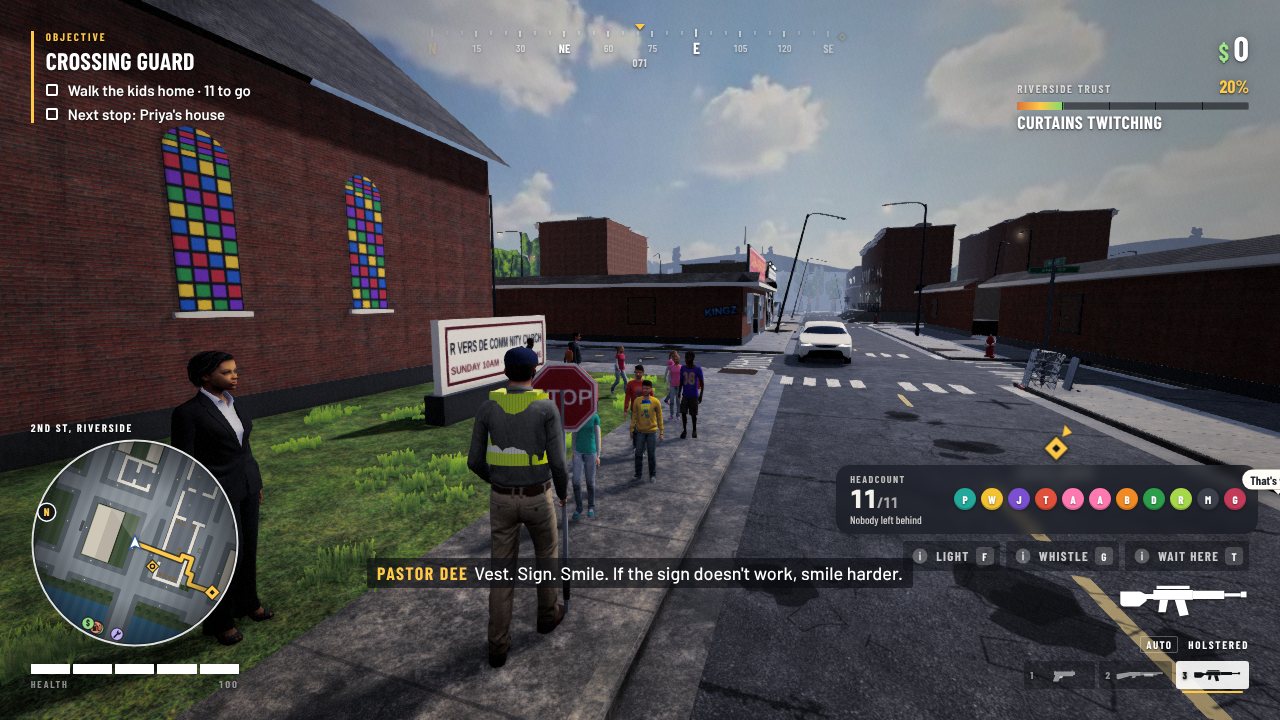 OBJECTIVE
CROSSING GUARD
Walk the kids home · 11 to go
Next stop: Priya's house
N 15 30 NE 60 75 E 105 120 SE
071
$0
RIVERSIDE TRUST 20%
CURTAINS TWITCHING
R VERS DE COMM NITY CHURCH
SUNDAY 10AM
STOP
KINGZ
2ND ST, RIVERSIDE
N
HEALTH 100
HEADCOUNT
11/11
Nobody left behind
P W J T A A B D R M G
That's
LIGHT F
WHISTLE G
WAIT HERE T
PASTOR DEE Vest. Sign. Smile. If the sign doesn't work, smile harder.
AUTO HOLSTERED
1 2 3